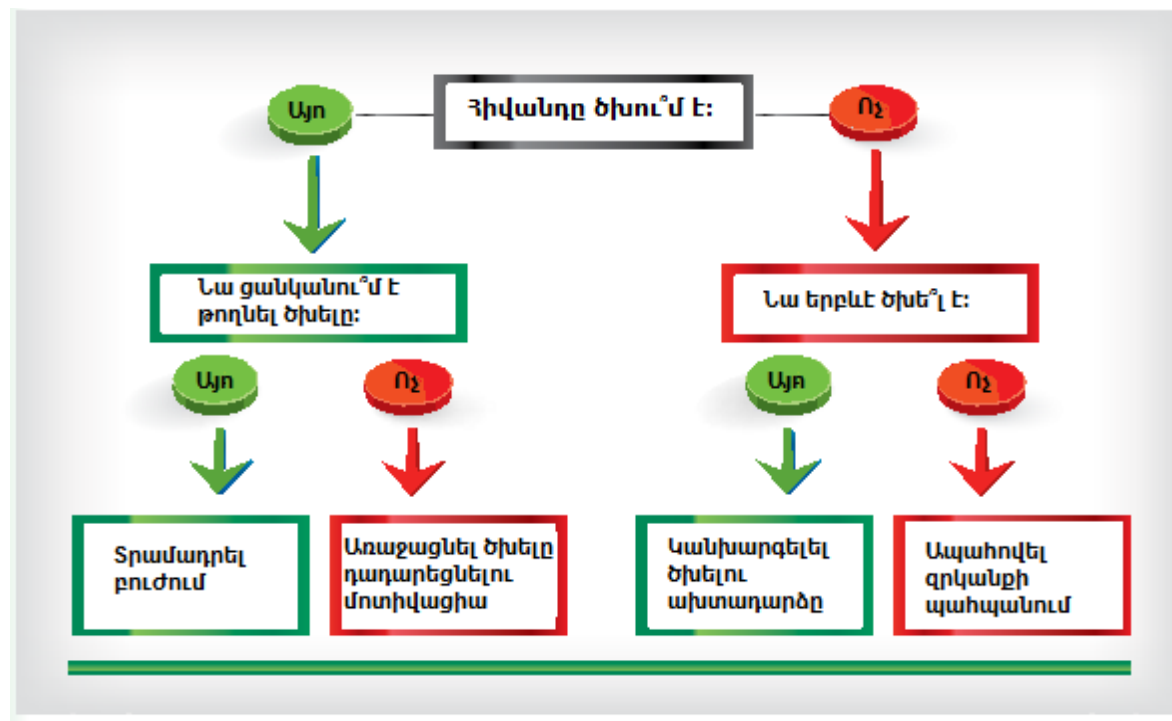 Այո
Հիվանդը ծխու՞մ է:
Ոչ
Նա ցանկանու՞մ է
թողնել ծխելը:
Նա երբևէ ծխե՞լ է:
Այո
Ոչ
Այո
Ոչ
Տրամադրել
բուժում
Առաջացնել ծխելը
դադարեցնելու
մոտիվացիա
Կանխարգելել
ծխելու
ախտադարձը
Ապահովել
զրկանքի
պահպանում